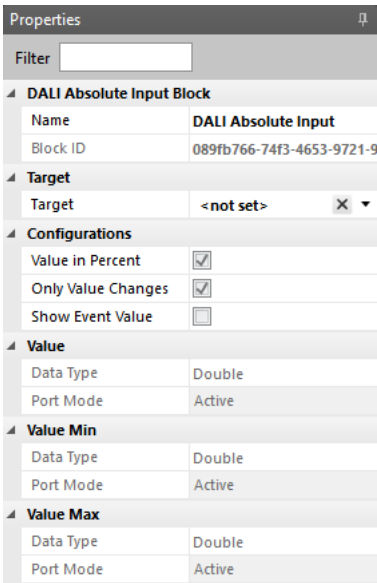 Properties
Filter
DALI Absolute Input Block
Name DALI Absolute Input
Block ID 089fb766-74f3-4653-9721-9
Target
Target <not set>
Configurations
Value in Percent
Only Value Changes
Show Event Value
Value
Data Type Double
Port Mode Active
Value Min
Data Type Double
Port Mode Active
Value Max
Data Type Double
Port Mode Active